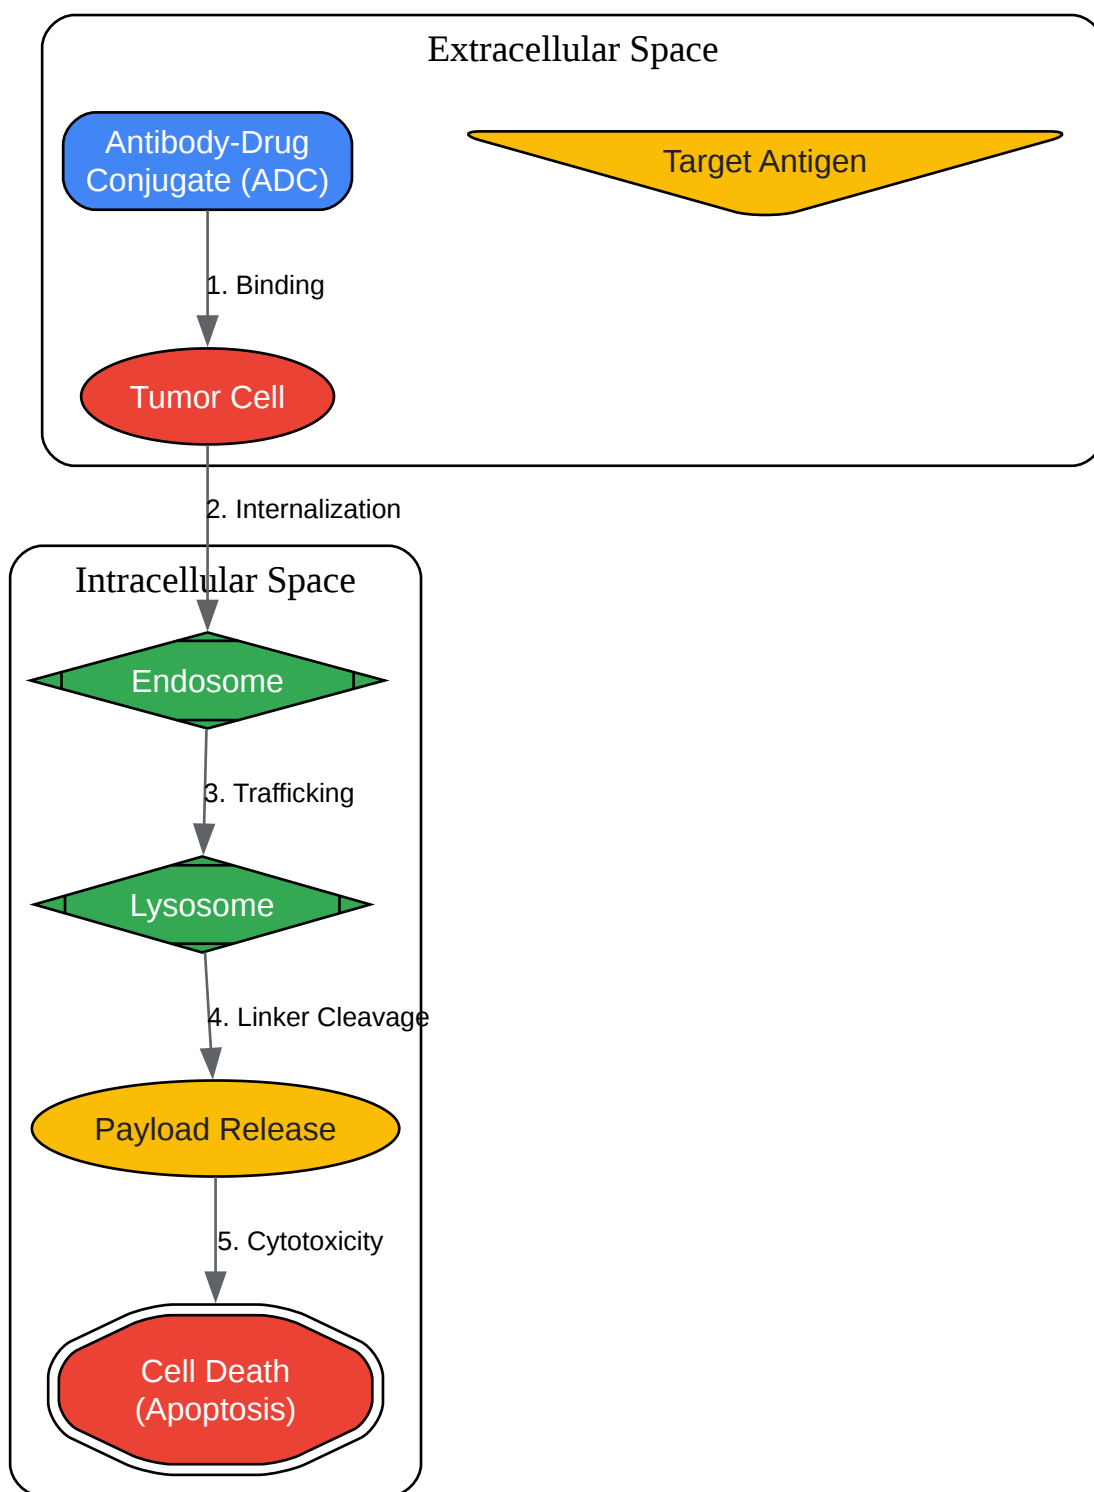 Extracellular Space
Antibody-Drug
Conjugate (ADC)
Target Antigen
1. Binding
Tumor Cell
2. Internalization
Intracellular Space
Endosome
3. Trafficking
Lysosome
4. Linker Cleavage
Payload Release
5. Cytotoxicity
Cell Death
(Apoptosis)